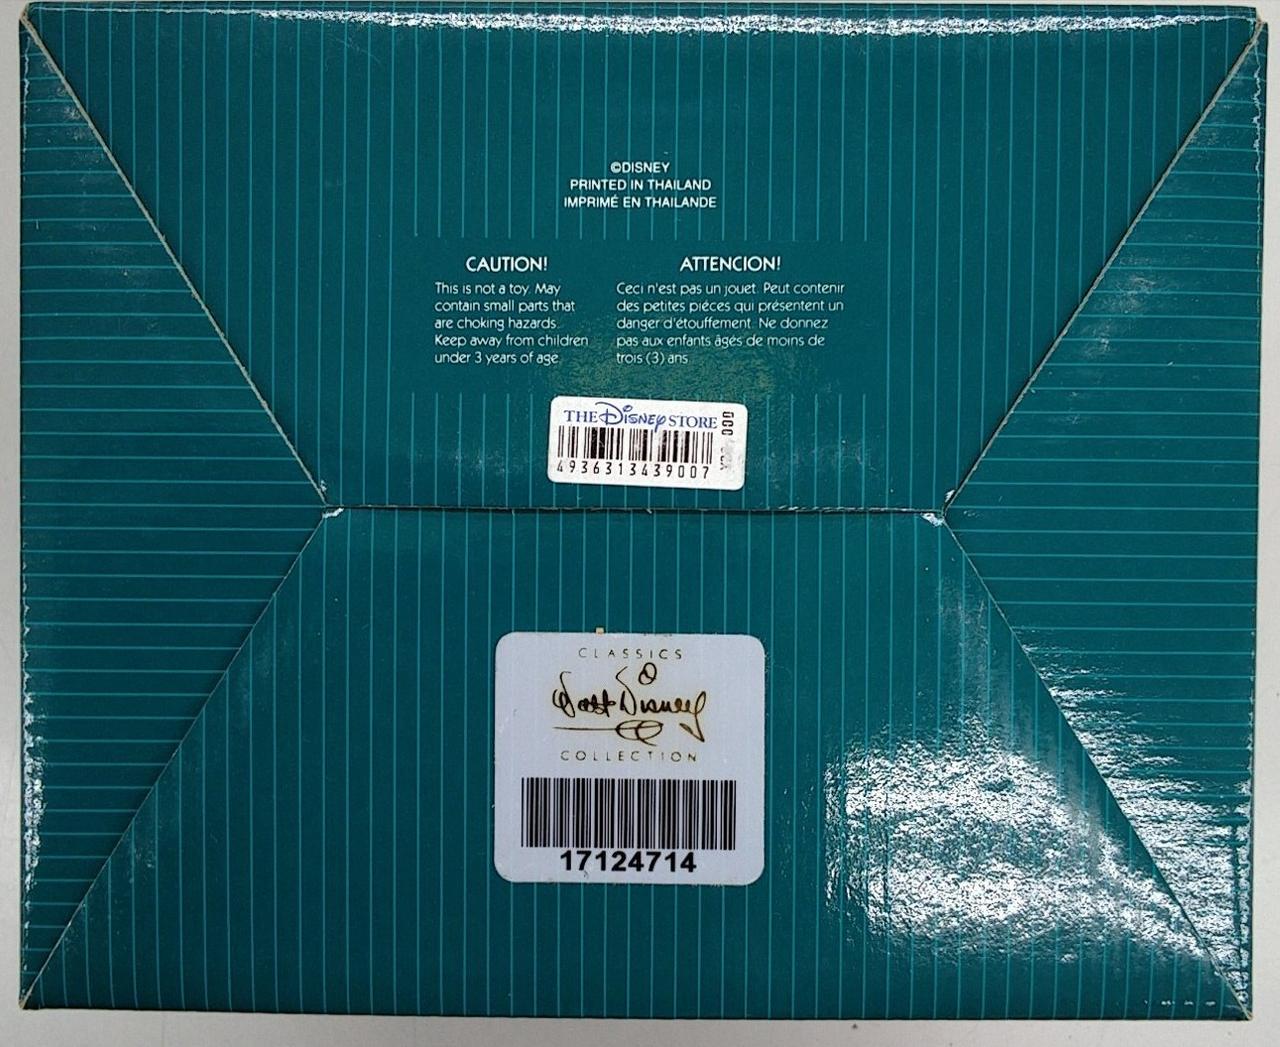 ©DISNEY
PRINTED IN THAILAND
IMPRIMÉ EN THAILANDE
CAUTION!
This is not a toy. May
contain small parts that
are choking hazards.
Keep away from children
under 3 years of age.
ATTENCION!
Ceci n'est pas un jouet. Peut contenir
des petites pièces qui présentent un
danger d'étouffement. Ne donnez
pas aux enfants âgés de moins de
trois (3) ans
THE DISNEY STORE
4936313439007
000
CLASSICS
Walt Disney
COLLECTION
17124714